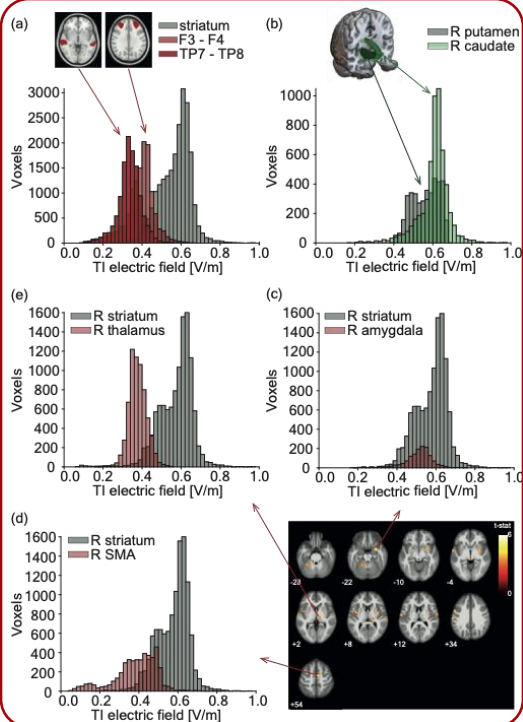 (a)
striatum
F3 - F4
TP7 - TP8
3000
2500
2000
1500
1000
500
0
Voxels
0.0 0.2 0.4 0.6 0.8 1.0
TI electric field [V/m]
(b)
R putamen
R caudate
1000
800
600
400
200
0
Voxels
0.0 0.2 0.4 0.6 0.8 1.0
TI electric field [V/m]
(e)
R striatum
R thalamus
1600
1400
1200
1000
800
600
400
200
0
Voxels
0.0 0.2 0.4 0.6 0.8 1.0
TI electric field [V/m]
(c)
R striatum
R amygdala
1600
1400
1200
1000
800
600
400
200
0
Voxels
0.0 0.2 0.4 0.6 0.8 1.0
TI electric field [V/m]
(d)
R striatum
R SMA
1600
1400
1200
1000
800
600
400
200
0
Voxels
0.0 0.2 0.4 0.6 0.8 1.0
TI electric field [V/m]
t-stat
6
0
-22 -10 -4
+2 +8 +12 +34
+54